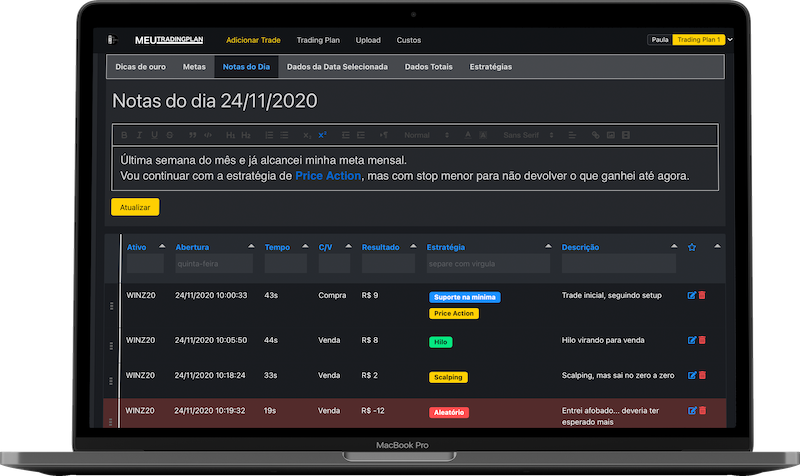 MEUTRADINGPLAN Adicionar Trade Trading Plan Upload Custos Paula Trading Plan 1
Dicas de ouro Metas Notas do Dia Dados da Data Selecionada Dados Totais Estratégias
Notas do dia 24/11/2020
B I U S H1 H2 X₂ X² Normal A Sans Serif
Última semana do mês e já alcancei minha meta mensal.
Vou continuar com a estratégia de Price Action, mas com stop menor para não devolver o que ganhei até agora.
Atualizar
Ativo Abertura Tempo C/V Resultado Estratégia Descrição
quinta-feira separe com virgula
WINZ20 24/11/2020 10:00:33 43s Compra R$ 9 Suporte na mínima Trade inicial, seguindo setup
Price Action
WINZ20 24/11/2020 10:05:50 44s Venda R$ 8 Hilo Hilo virando para venda
WINZ20 24/11/2020 10:18:24 33s Venda R$ 2 Scalping Scalping, mas sai no zero a zero
WINZ20 24/11/2020 10:19:32 19s Venda R$ -12 Aleatório Entrei afobado... deveria ter
esperado mais
MacBook Pro